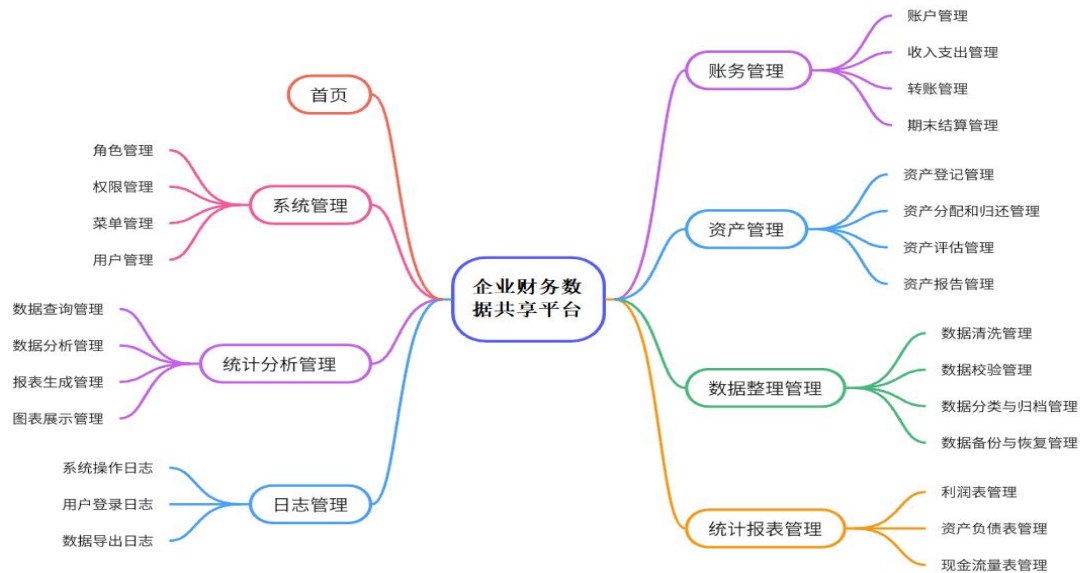 企业财务数
据共享平台
首页
系统管理
角色管理
权限管理
菜单管理
用户管理
统计分析管理
数据查询管理
数据分析管理
报表生成管理
图表展示管理
日志管理
系统操作日志
用户登录日志
数据导出日志
账务管理
账户管理
收入支出管理
转账管理
期末结算管理
资产管理
资产登记管理
资产分配和归还管理
资产评估管理
资产报告管理
数据整理管理
数据清洗管理
数据校验管理
数据分类与归档管理
数据备份与恢复管理
统计报表管理
利润表管理
资产负债表管理
现金流量表管理